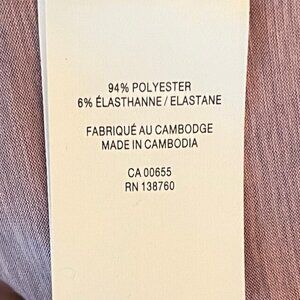 94% POLYESTER
6% ÉLASTHANNE / ELASTANE
FABRIQUÉ AU CAMBODGE
MADE IN CAMBODIA
CA 00655
RN 138760